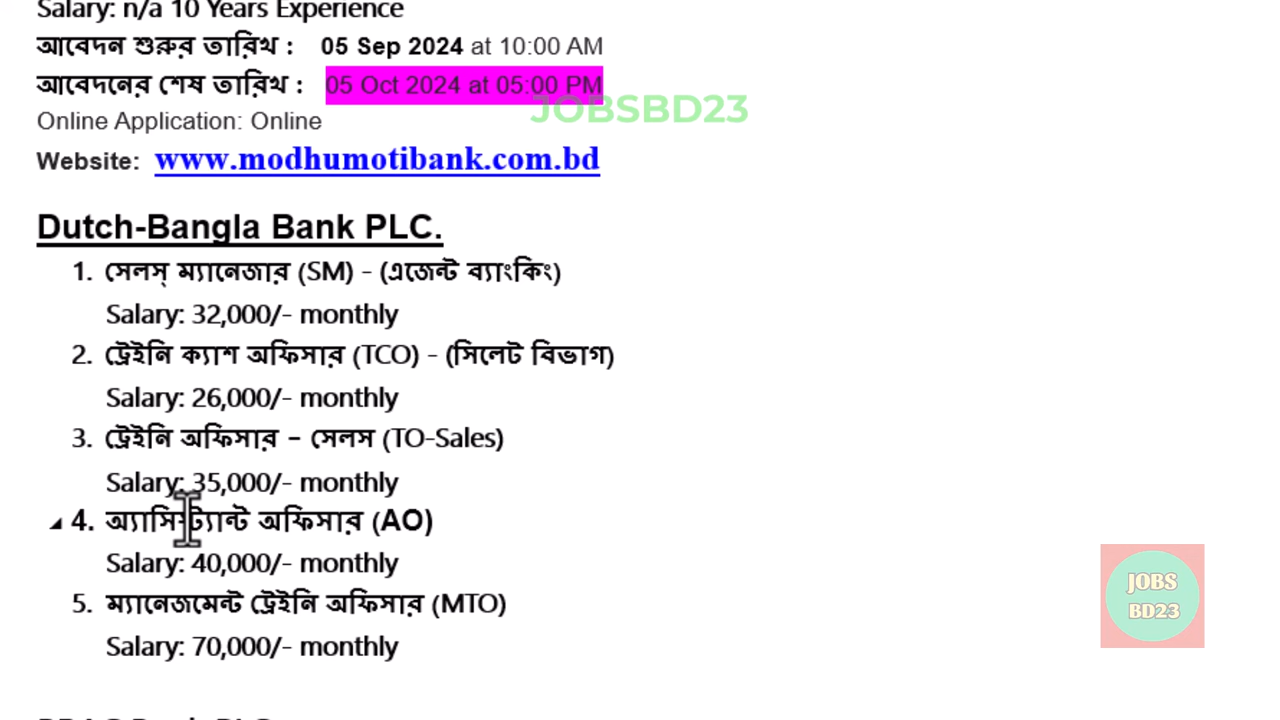 Salary: n/a 10 Years Experience
আবেদন শুরুর তারিখ : 05 Sep 2024 at 10:00 AM
আবেদনের শেষ তারিখ : 05 Oct 2024 at 05:00 PM
JOBSBD23
Online Application: Online
Website: www.modhumotibank.com.bd
Dutch-Bangla Bank PLC.
1. সেলস্ ম্যানেজার (SM) - (এজেন্ট ব্যাংকিং)
Salary: 32,000/- monthly
2. ট্রেইনি ক্যাশ অফিসার (TCO) - (সিলেট বিভাগ)
Salary: 26,000/- monthly
3. ট্রেইনি অফিসার – সেলস (TO-Sales)
Salary: 35,000/- monthly
4. অ্যাসিস্ট্যান্ট অফিসার (AO)
Salary: 40,000/- monthly
5. ম্যানেজমেন্ট ট্রেইনি অফিসার (MTO)
Salary: 70,000/- monthly
JOBS
BD23